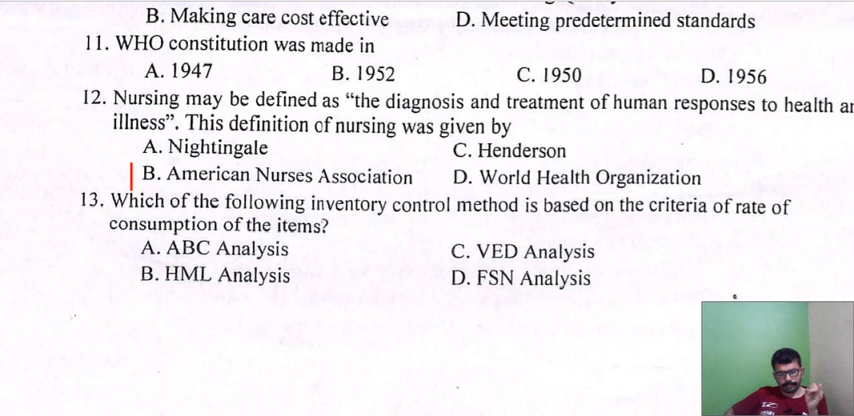 B. Making care cost effective D. Meeting predetermined standards
11. WHO constitution was made in
A. 1947 B. 1952 C. 1950 D. 1956
12. Nursing may be defined as “the diagnosis and treatment of human responses to health an
illness”. This definition of nursing was given by
A. Nightingale C. Henderson
B. American Nurses Association D. World Health Organization
13. Which of the following inventory control method is based on the criteria of rate of
consumption of the items?
A. ABC Analysis C. VED Analysis
B. HML Analysis D. FSN Analysis